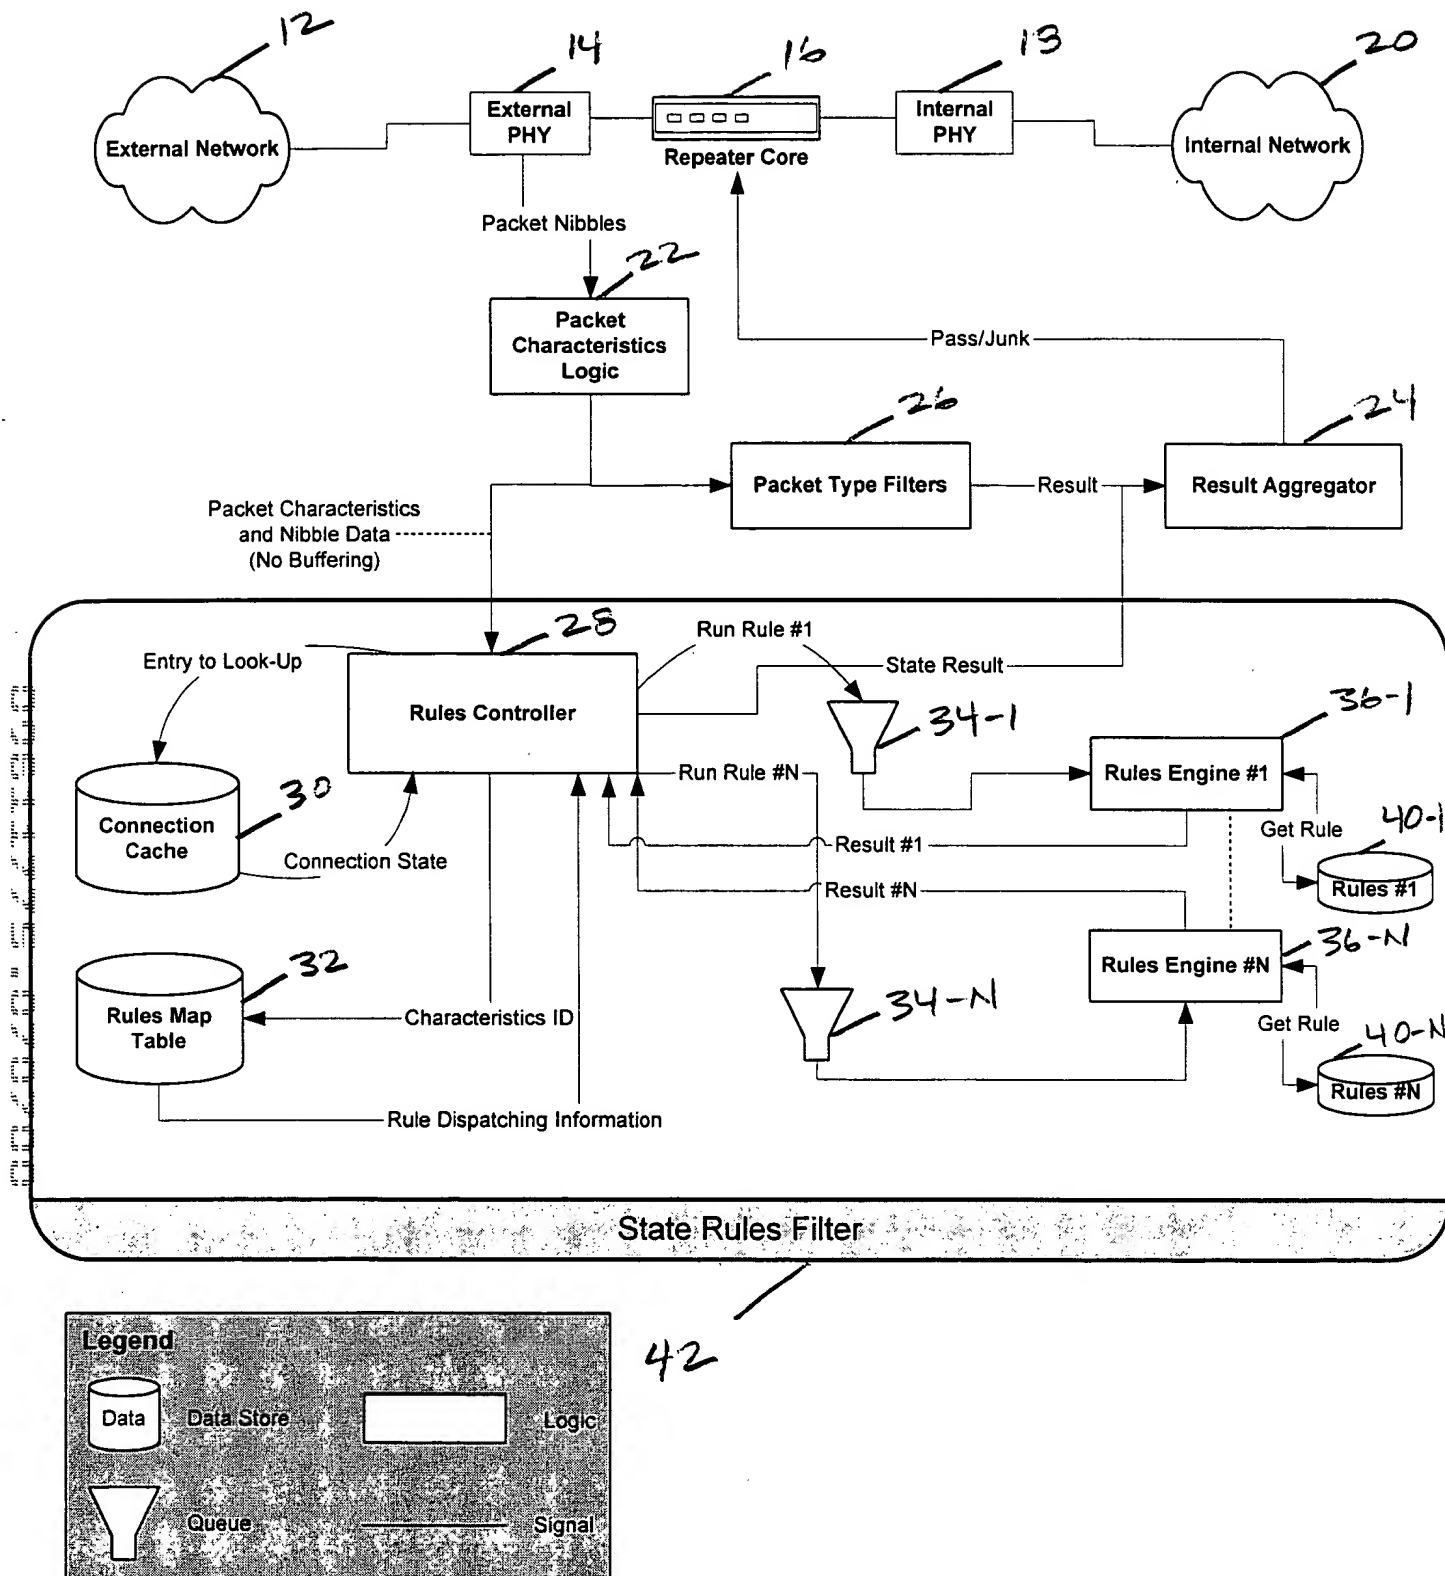 12
14
16
18
20
External Network
External
PHY
Repeater Core
Internal
PHY
Internal Network
Packet Nibbles
22
Packet
Characteristics
Logic
Pass/Junk
26
24
Packet Type Filters
Result
Result Aggregator
Packet Characteristics
and Nibble Data
(No Buffering)
28
Run Rule #1
Entry to Look-Up
State Result
Rules Controller
34-1
36-1
Run Rule #N
Rules Engine #1
30
Connection
Cache
Get Rule
40-1
Result #1
Connection State
Rules #1
Result #N
36-N
32
Rules Engine #N
34-N
Rules Map
Table
Characteristics ID
Get Rule
40-N
Rules #N
Rule Dispatching Information
State Rules Filter
42
Legend
Data
Data Store
Logic
Queue
Signal